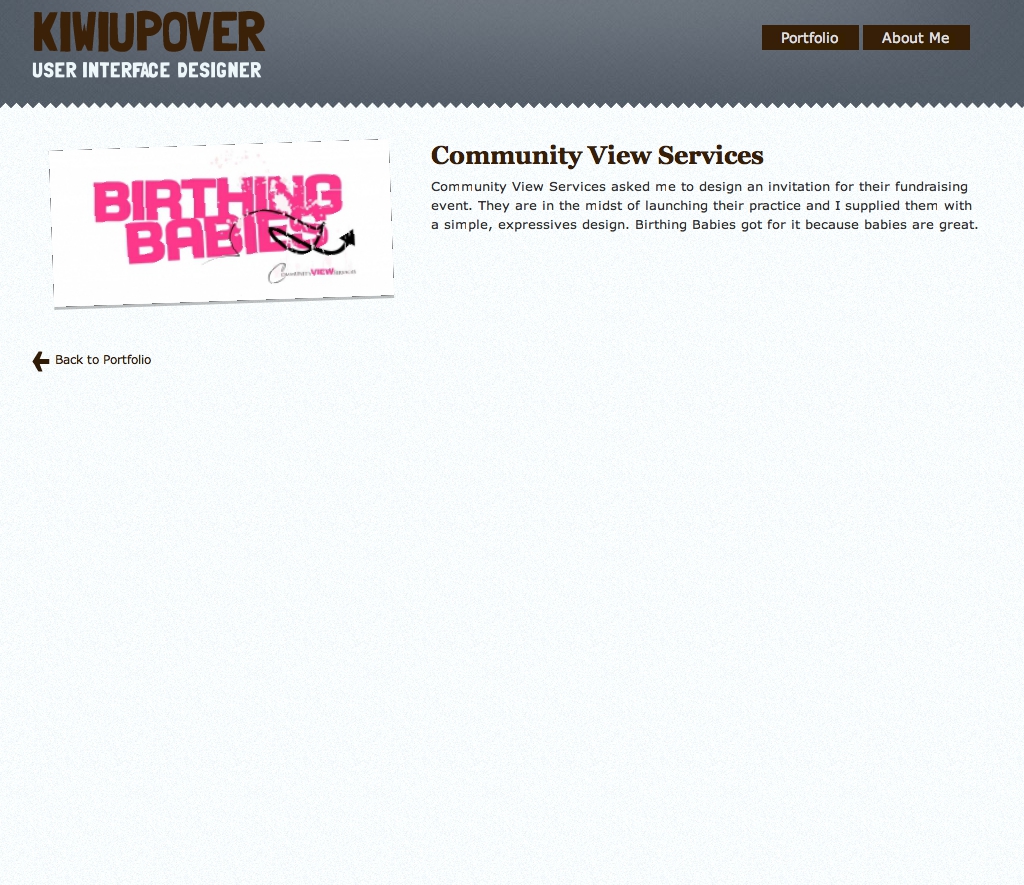 KIWIUPOVER
USER INTERFACE DESIGNER
Portfolio
About Me
BIRTHING
BABIES
COMMUNITY VIEW SERVICES
Community View Services
Community View Services asked me to design an invitation for their fundraising
event. They are in the midst of launching their practice and I supplied them with
a simple, expressives design. Birthing Babies got for it because babies are great.
Back to Portfolio